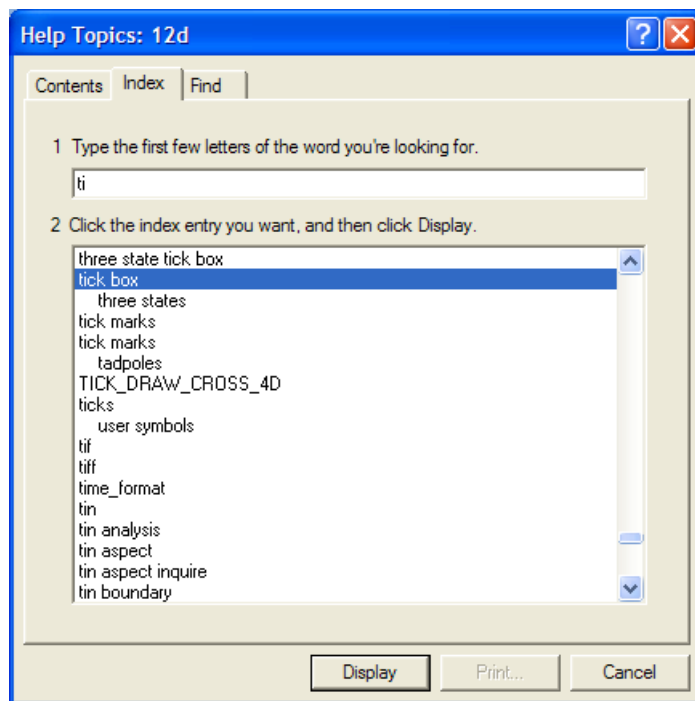 Help Topics: 12d
Contents Index Find
1 Type the first few letters of the word you're looking for.
ti
2 Click the index entry you want, and then click Display.
three state tick box
tick box
three states
tick marks
tick marks
tadpoles
TICK_DRAW_CROSS_4D
ticks
user symbols
tif
tiff
time_format
tin
tin analysis
tin aspect
tin aspect inquire
tin boundary
Display Print... Cancel